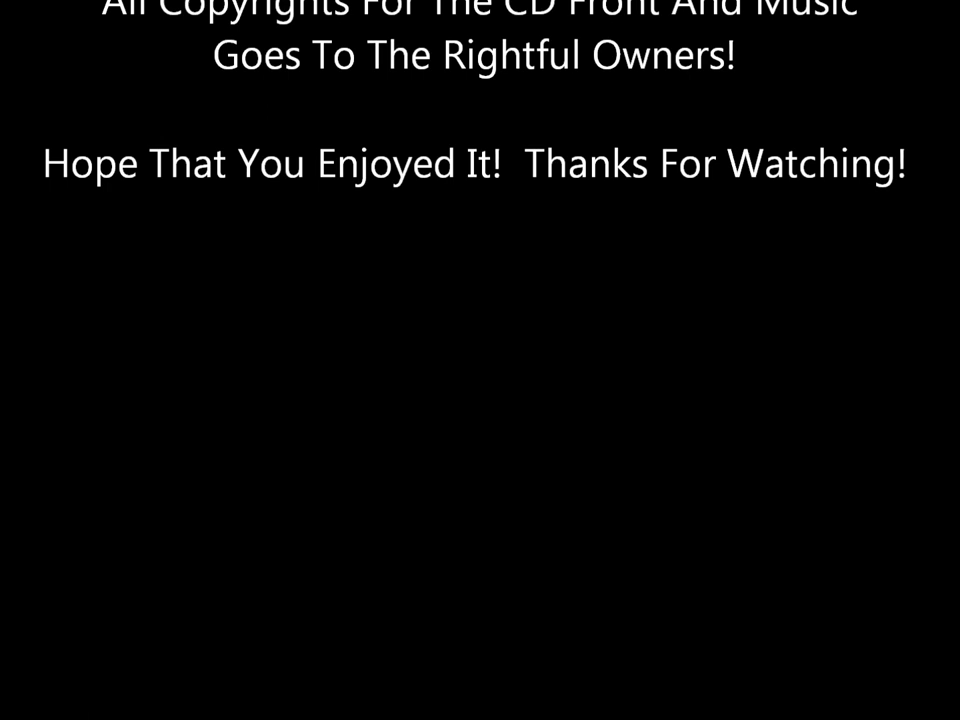 All Copyrights For The CD Front And Music
Goes To The Rightful Owners!
Hope That You Enjoyed It!  Thanks For Watching!